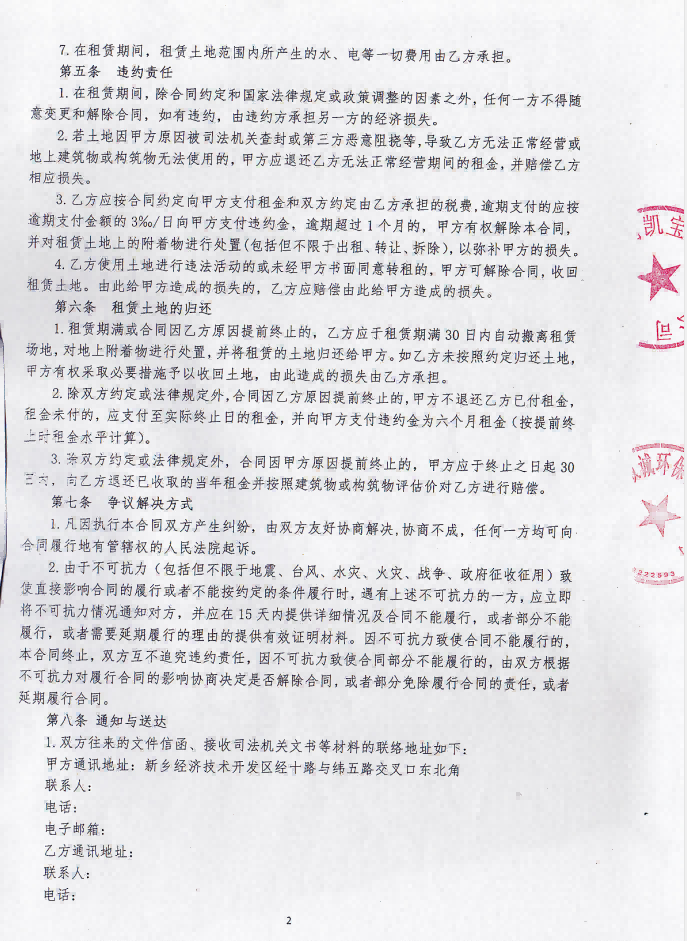 7.在租赁期间，租赁土地范围内所产生的水、电等一切费用由乙方承担。
第五条 违约责任
1.在租赁期间，除合同约定和国家法律规定或政策调整的因素之外，任何一方不得随
意变更和解除合同，如有违约，由违约方承担另一方的经济损失。
2.若土地因甲方原因被司法机关查封或第三方恶意阻挠等，导致乙方无法正常经营或
地上建筑物或构筑物无法使用的，甲方应退还乙方无法正常经营期间的租金，并赔偿乙方
相应损失。
3.乙方应按合同约定向甲方支付租金和双方约定由乙方承担的税费，逾期支付的应按
逾期支付金额的3‰/日向甲方支付违约金，逾期超过1个月的，甲方有权解除本合同，
并对租赁土地上的附着物进行处置(包括但不限于出租、转让、拆除)，以弥补甲方的损失。
4.乙方使用土地进行违法活动的或未经甲方书面同意转租的，甲方可解除合同，收回
租赁土地。由此给甲方造成的损失的，乙方应赔偿由此给甲方造成的损失。
第六条 租赁土地的归还
1.租赁期满或合同因乙方原因提前终止的，乙方应于租赁期满30日内自动搬离租赁
场地，对地上附着物进行处置，并将租赁的土地归还给甲方。如乙方未按照约定归还土地，
甲方有权采取必要措施予以收回土地，由此造成的损失由乙方承担。
2.除双方约定或法律规定外，合同因乙方原因提前终止的，甲方不退还乙方已付租金，
租金未付的，应支付至实际终止日的租金，并向甲方支付违约金为六个月租金（按提前终
止时租金水平计算）。
3.除双方约定或法律规定外，合同因甲方原因提前终止的，甲方应于终止之日起30
日内，向乙方退还已收取的当年租金并按照建筑物或构筑物评估价对乙方进行赔偿。
第七条 争议解决方式
1.凡因执行本合同双方产生纠纷，由双方友好协商解决，协商不成，任何一方均可向
合同履行地有管辖权的人民法院起诉。
2.由于不可抗力（包括但不限于地震、台风、水灾、火灾、战争、政府征收征用）致
使直接影响合同的履行或者不能按约定的条件履行时，遇有上述不可抗力的一方，应立即
将不可抗力情况通知对方，并应在15天内提供详细情况及合同不能履行，或者部分不能
履行，或者需要延期履行的理由的提供有效证明材料。因不可抗力致使合同不能履行的，
本合同终止，双方互不追究违约责任，因不可抗力致使合同部分不能履行的，由双方根据
不可抗力对履行合同的影响协商决定是否解除合同，或者部分免除履行合同的责任，或者
延期履行合同。
第八条 通知与送达
1.双方往来的文件信函、接收司法机关文书等材料的联络地址如下：
甲方通讯地址：新乡经济技术开发区经十路与纬五路交叉口东北角
联系人：
电话：
电子邮箱：
乙方通讯地址：
联系人：
电话：
2
凯宝
公司
诚环保
222593